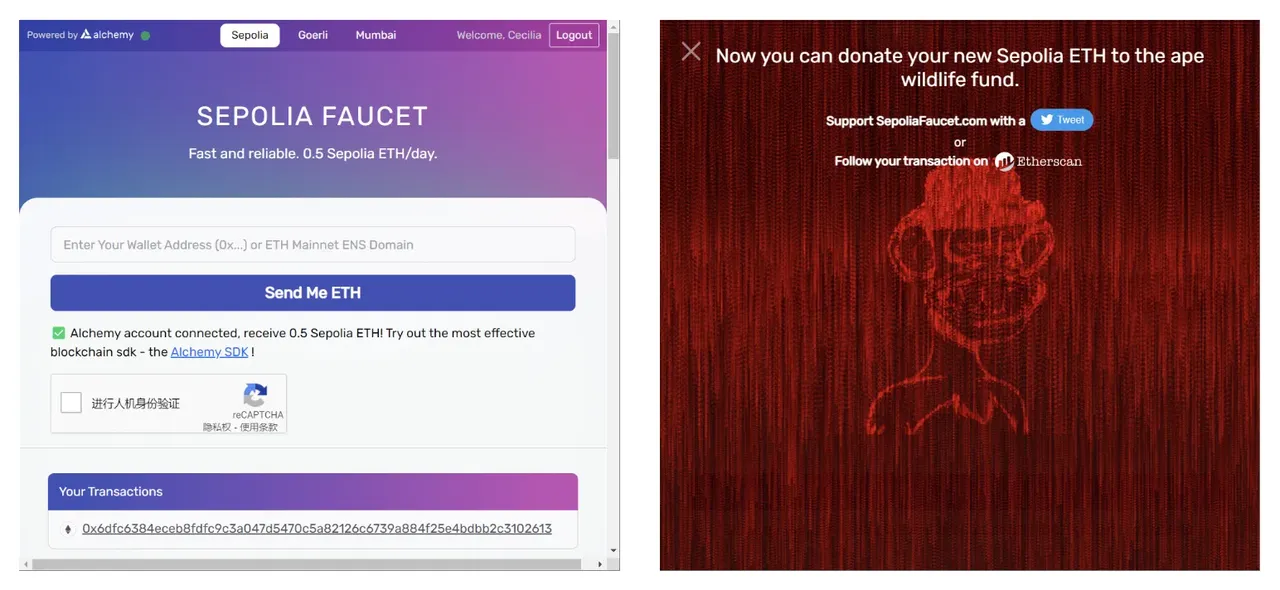 Powered by alchemy
Sepolia
Goerli
Mumbai
Welcome, Cecilia
Logout
SEPOLIA FAUCET
Fast and reliable. 0.5 Sepolia ETH/day.
Enter Your Wallet Address (0x...) or ETH Mainnet ENS Domain
Send Me ETH
Alchemy account connected, receive 0.5 Sepolia ETH! Try out the most effective
blockchain sdk - the Alchemy SDK !
进行人机身份验证
reCAPTCHA
隐私权 - 使用条款
Your Transactions
0x6dfc6384eceb8fdfc9c3a047d5470c5a82126c6739a884f25e4bdbb2c3102613
Now you can donate your new Sepolia ETH to the ape
wildlife fund.
Support SepoliaFaucet.com with a Tweet
or
Follow your transaction on Etherscan